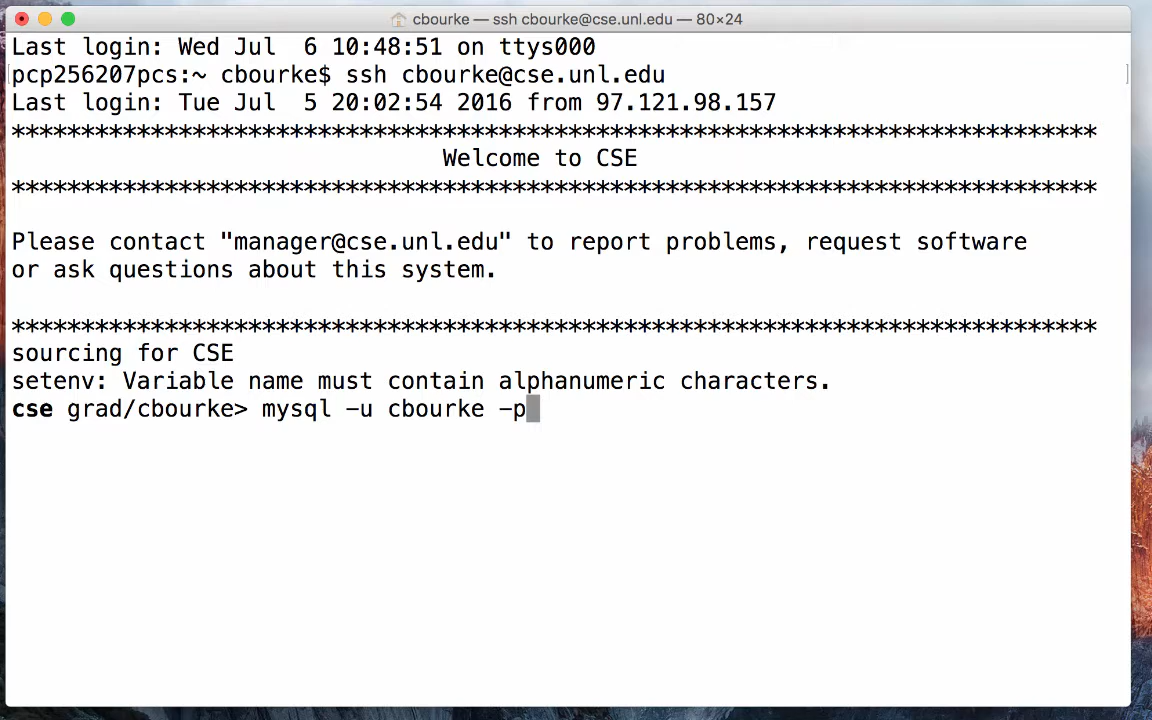 cbourke — ssh cbourke@cse.unl.edu — 80×24
Last login: Wed Jul  6 10:48:51 on ttys000
pcp256207pcs:~ cbourke$ ssh cbourke@cse.unl.edu
Last login: Tue Jul  5 20:02:54 2016 from 97.121.98.157
******************************************************************************
Welcome to CSE
******************************************************************************
Please contact "manager@cse.unl.edu" to report problems, request software
or ask questions about this system.
******************************************************************************
sourcing for CSE
setenv: Variable name must contain alphanumeric characters.
cse grad/cbourke> mysql -u cbourke -p